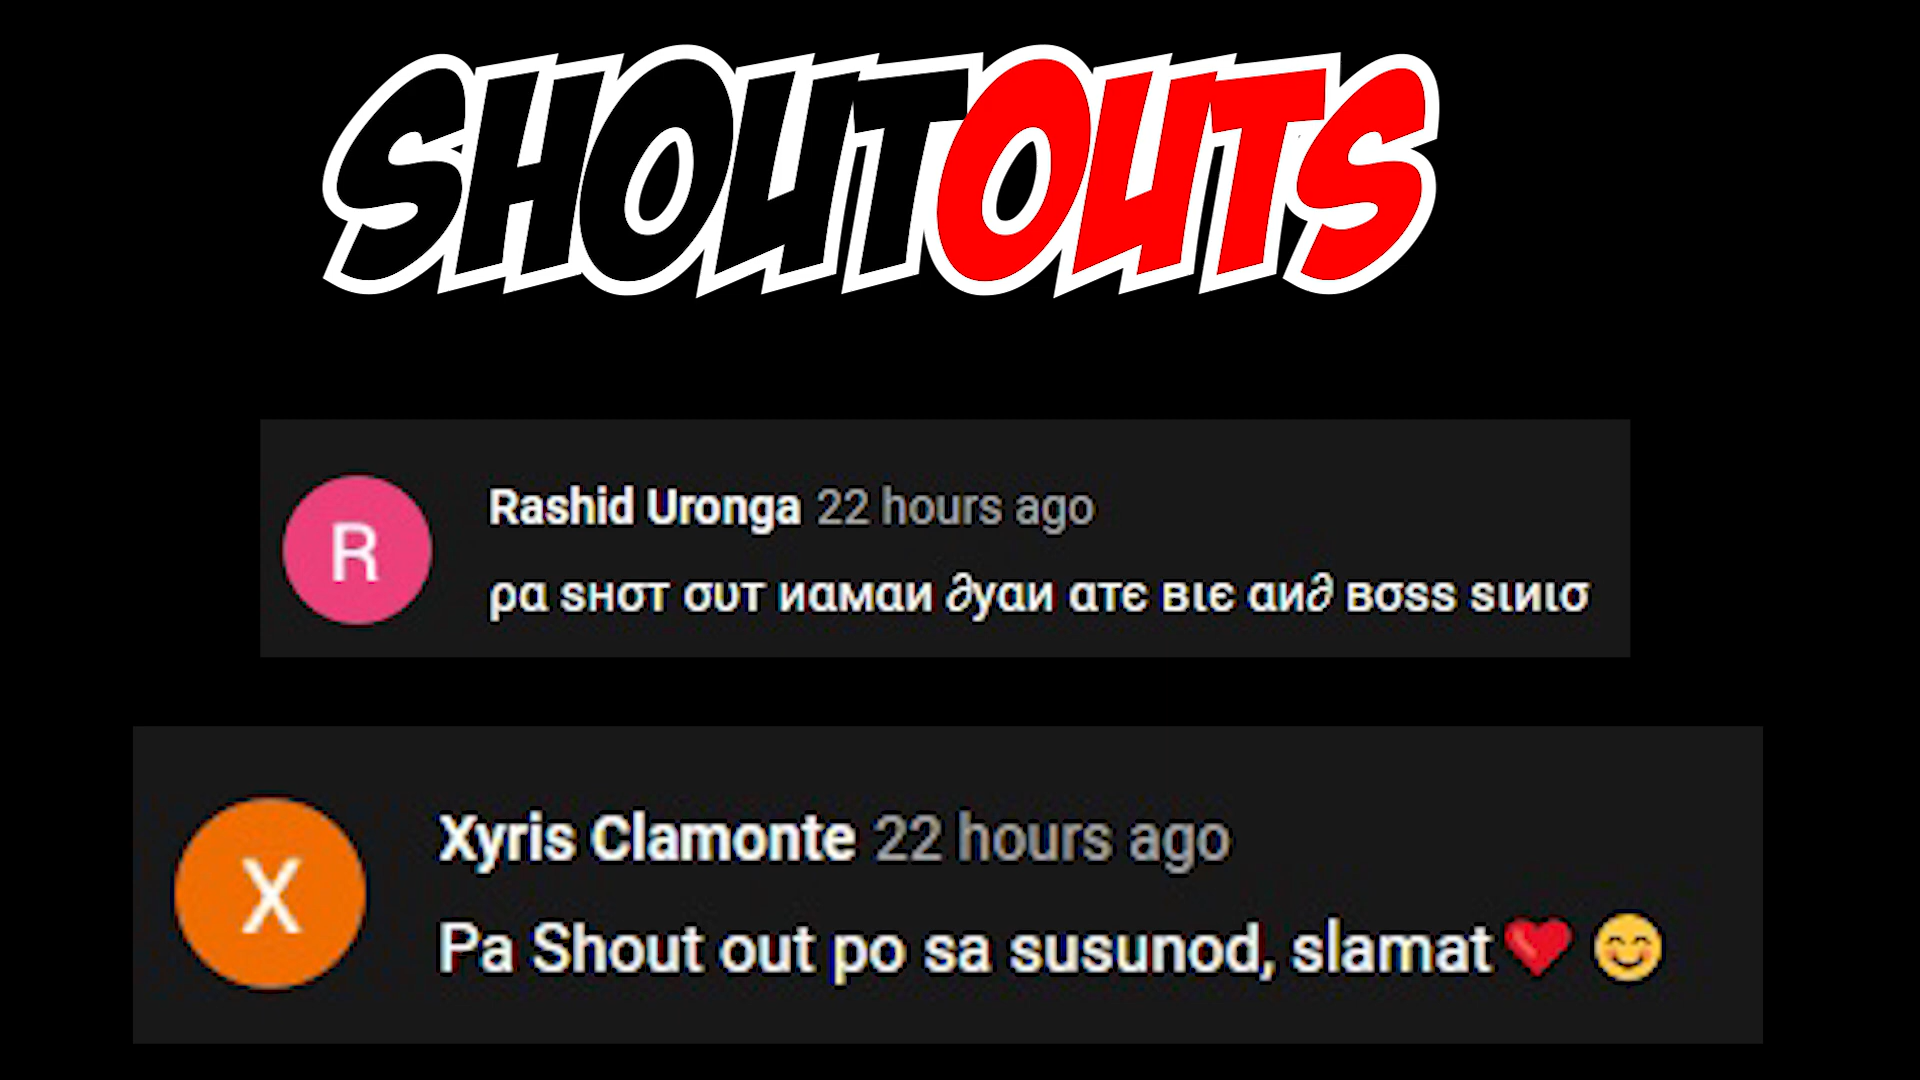 SHOUTOUTS
R
Rashid Uronga 22 hours ago
ρα sнστ συт иαмαи ∂уαи αтє вιє αи∂ вσss sιиισ
X
Xyris Clamonte 22 hours ago
Pa Shout out po sa susunod, slamat❤️ 😊